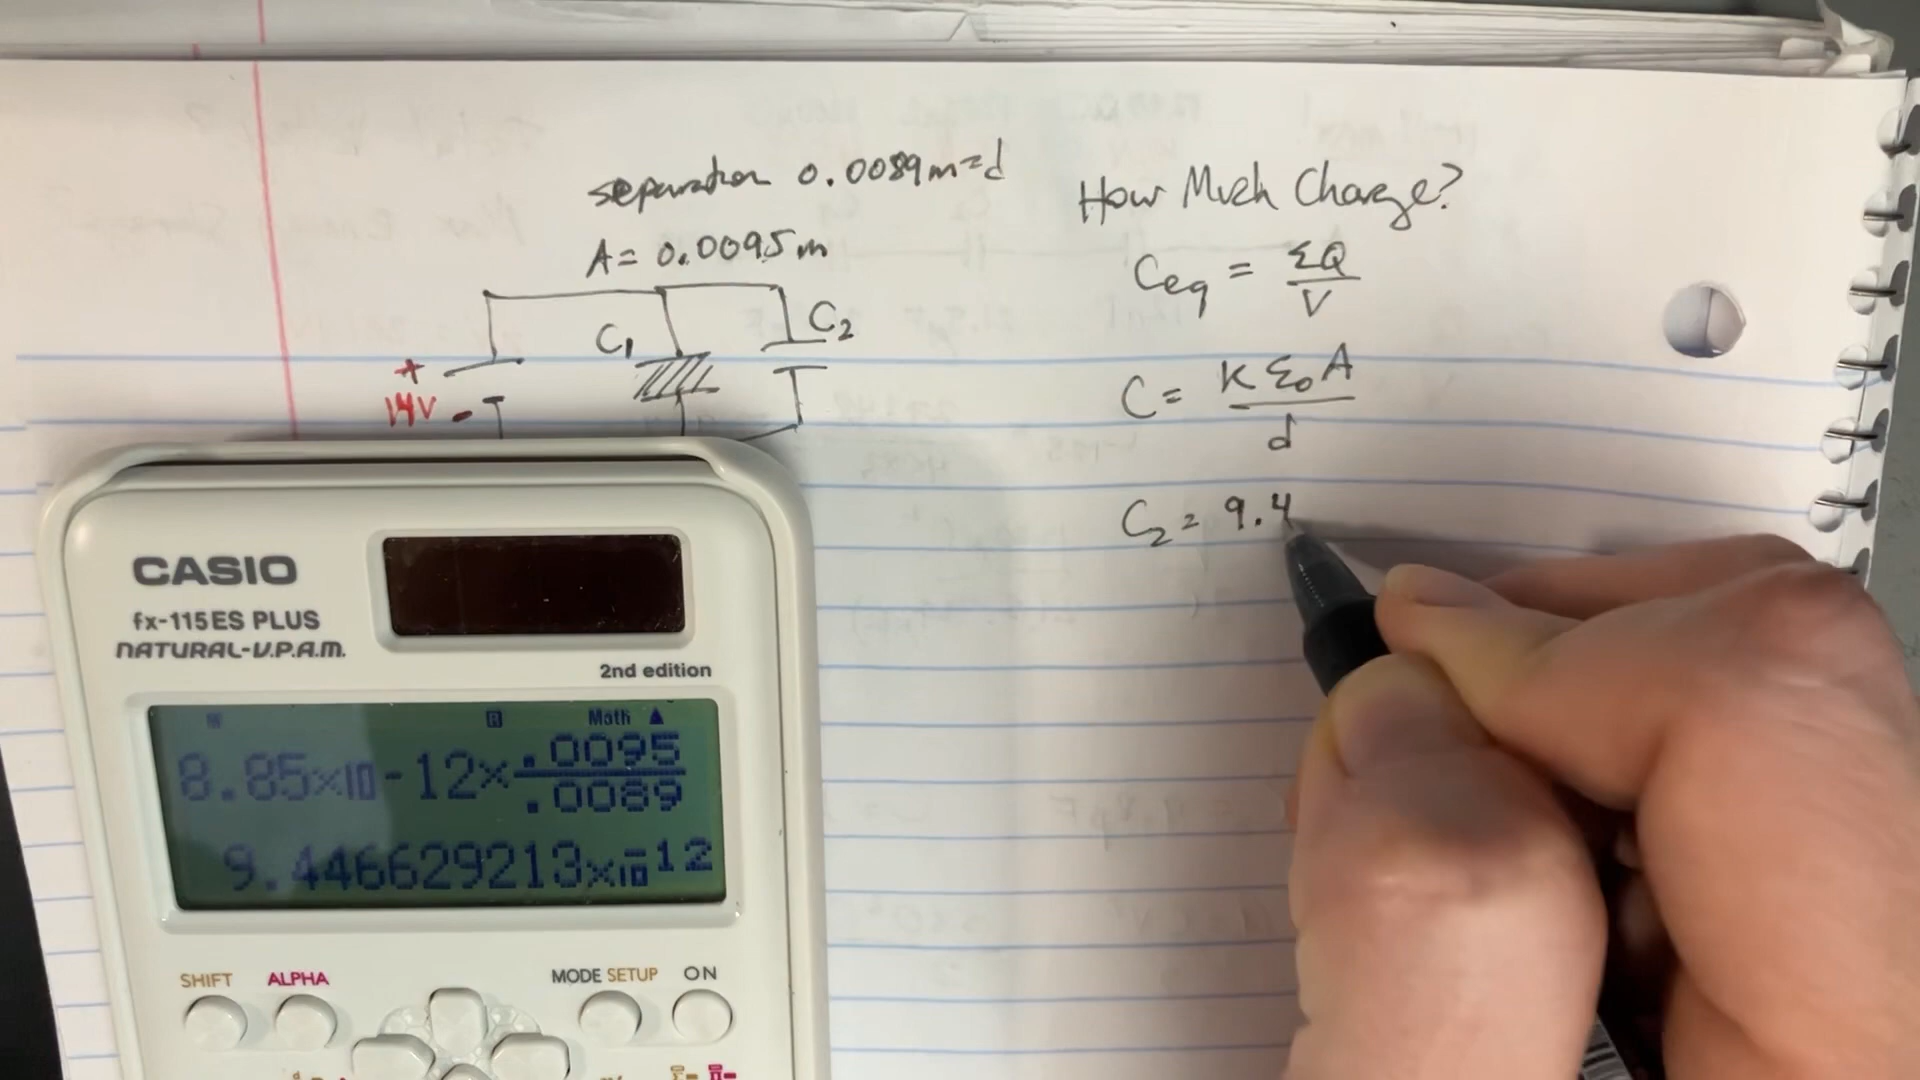 separation 0.0089m=d
A= 0.0095m
C₁
C₂
+
14V -
How Much Charge?
Ceq = ΣQ/V
C= Kε₀A/d
C₂ = 9.4
CASIO
fx-115ES PLUS
NATURAL-V.P.A.M.
2nd edition
Math ▲
8.85×10-12×.0095/.0089
9.446629213×10⁻¹²
SHIFT ALPHA MODE SETUP ON